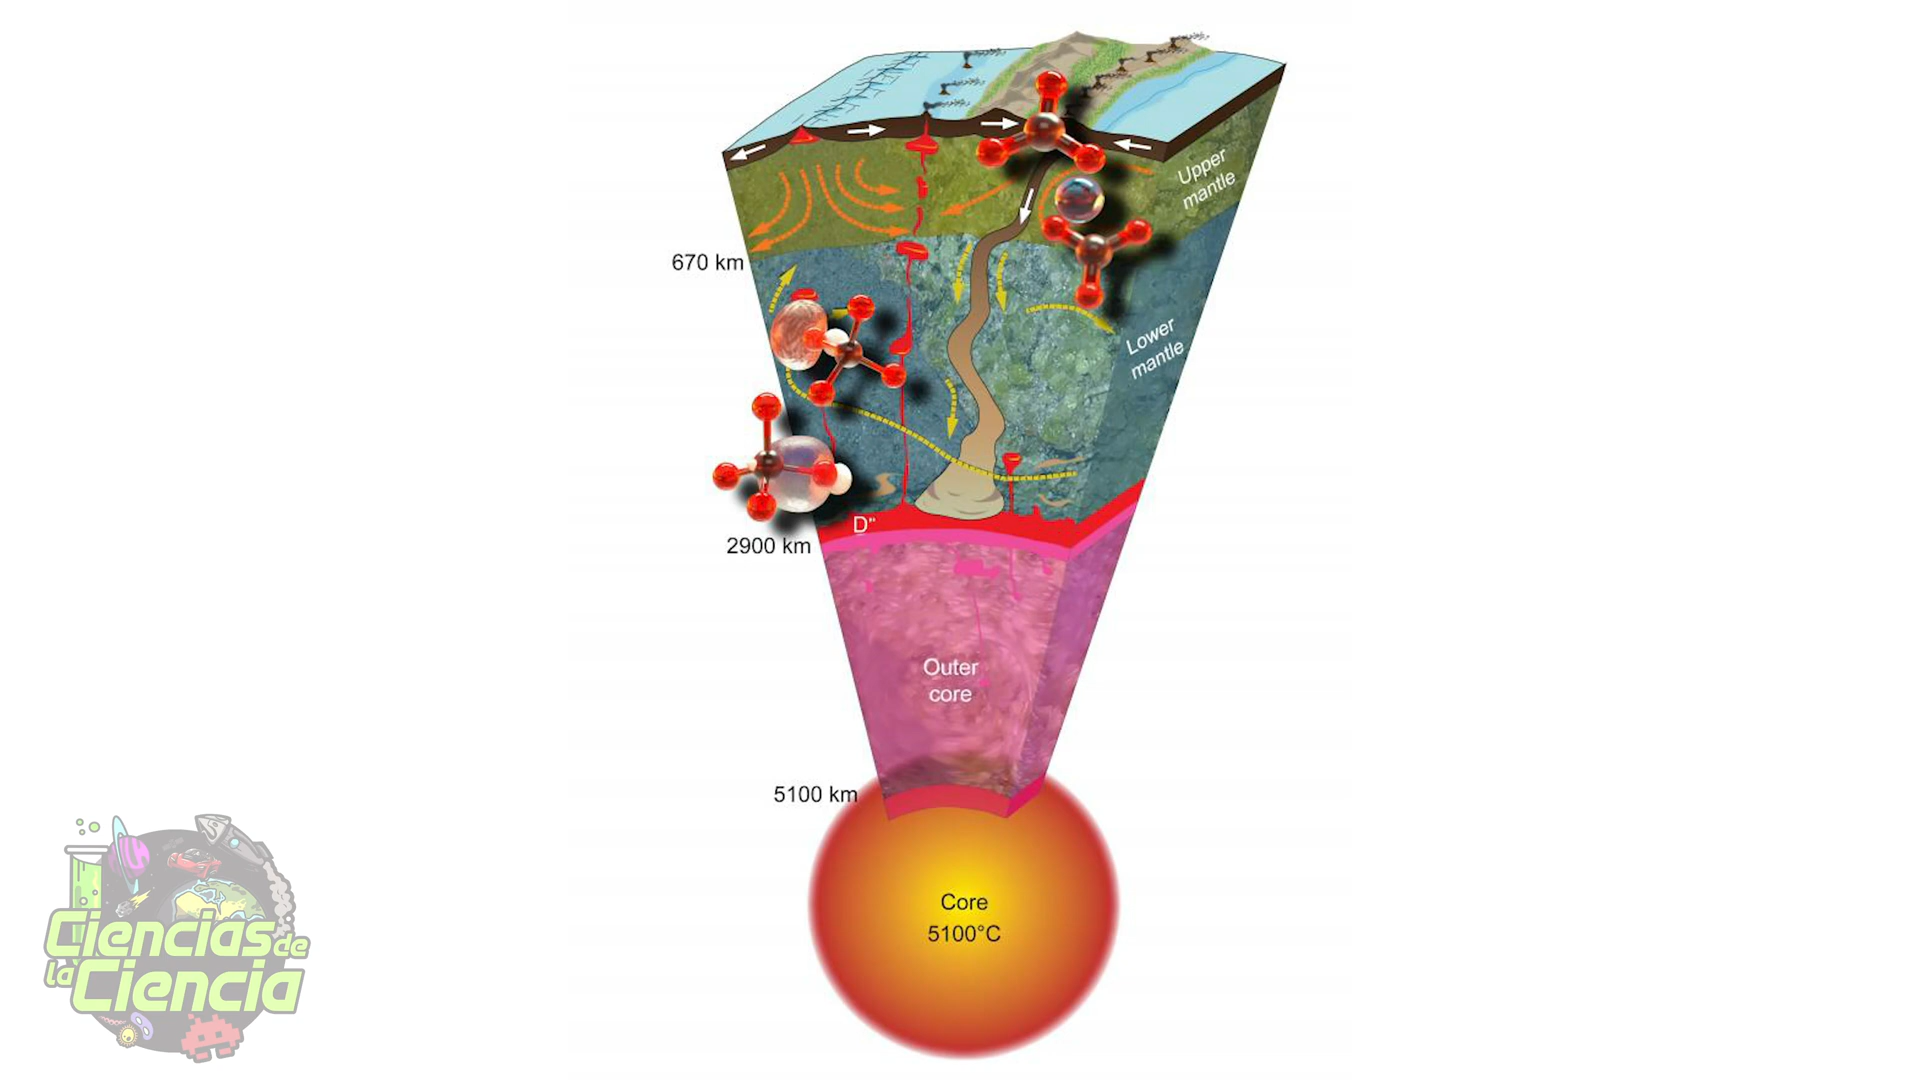 Upper
mantle
670 km
Lower
mantle
D"
2900 km
Outer
core
5100 km
Core
5100°C
Ciencias de
la Ciencia